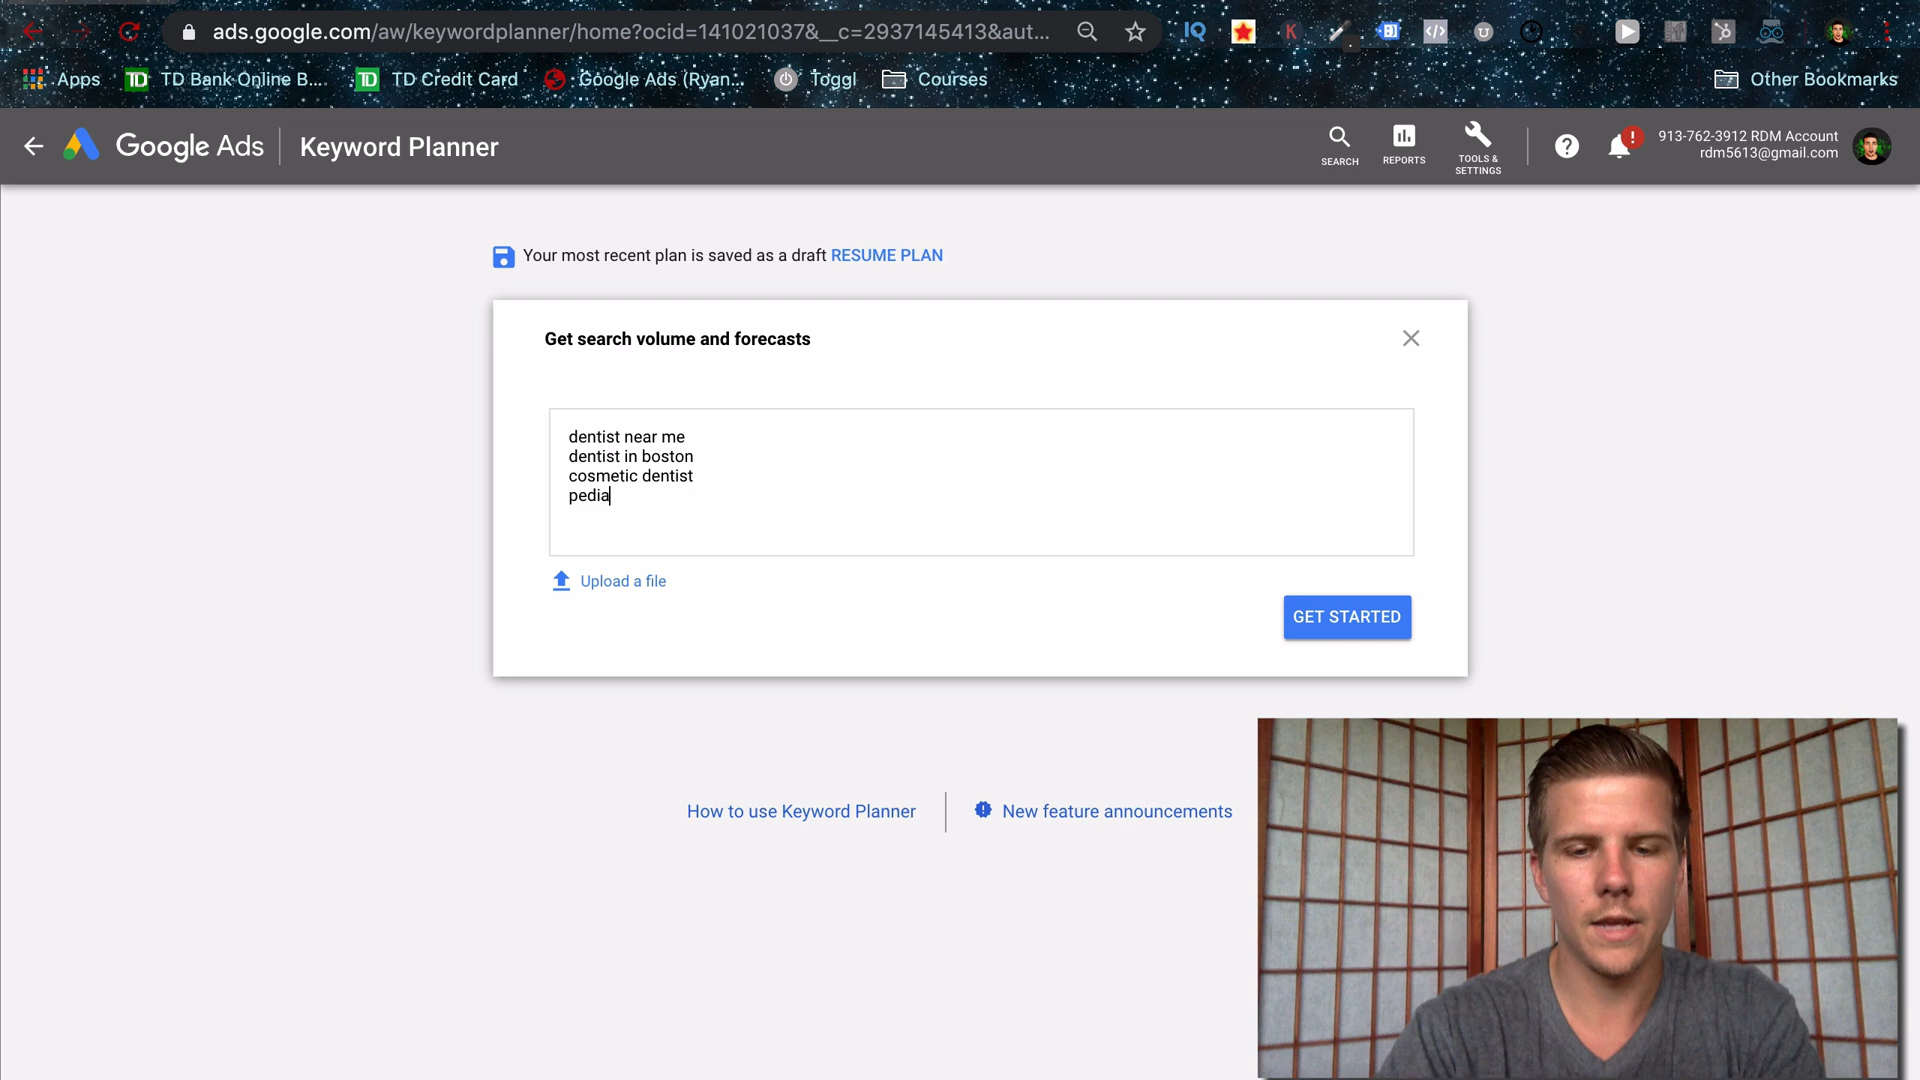 ads.google.com/aw/keywordplanner/home?ocid=141021037&__c=2937145413&aut...
Apps
TD Bank Online B...
TD Credit Card
Google Ads (Ryan...
Toggl
Courses
Other Bookmarks
Google Ads
Keyword Planner
SEARCH
REPORTS
TOOLS &
SETTINGS
913-762-3912 RDM Account
rdm5613@gmail.com
Your most recent plan is saved as a draft RESUME PLAN
Get search volume and forecasts
dentist near me
dentist in boston
cosmetic dentist
pedia
Upload a file
GET STARTED
How to use Keyword Planner
New feature announcements